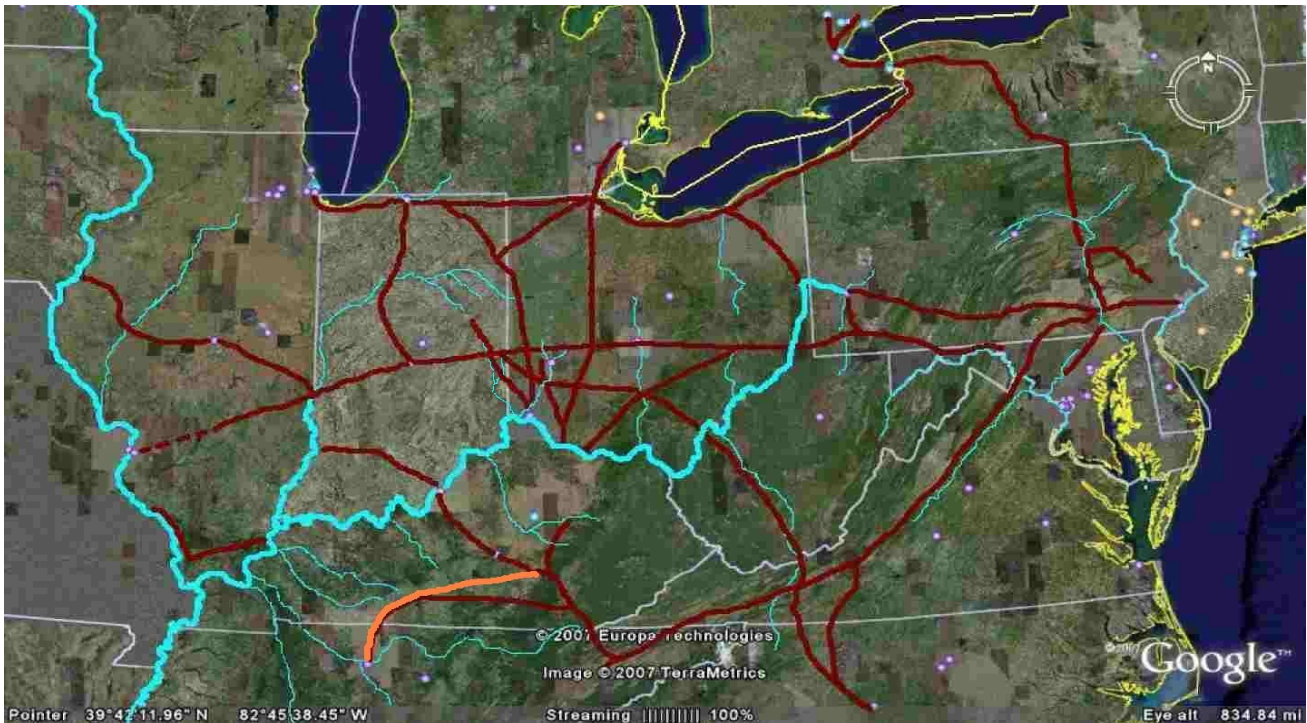 N
© 2007 Europa Technologies
Image © 2007 TerraMetrics
©2007 Google™
Pointer 39°42'11.96" N 82°45'38.45" W Streaming |||||||||| 100% Eye alt 834.84 mi